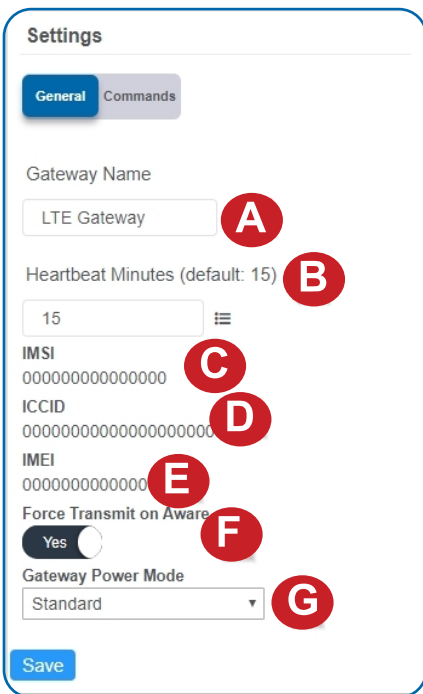 Settings
General Commands
Gateway Name
LTE Gateway A
Heartbeat Minutes (default: 15) B
15
IMSI
000000000000000 C
ICCID
00000000000000000000 D
IMEI
0000000000000 E
Force Transmit on Aware
Yes F
Gateway Power Mode
Standard G
Save